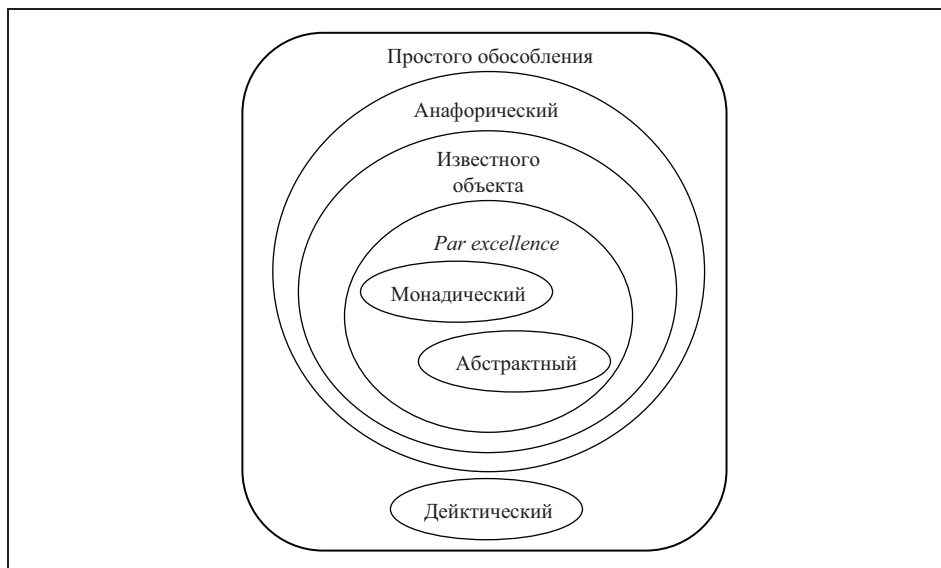 Простого обособления
Анафорический
Известного
объекта
Par excellence
Монадический
Абстрактный
Дейктический